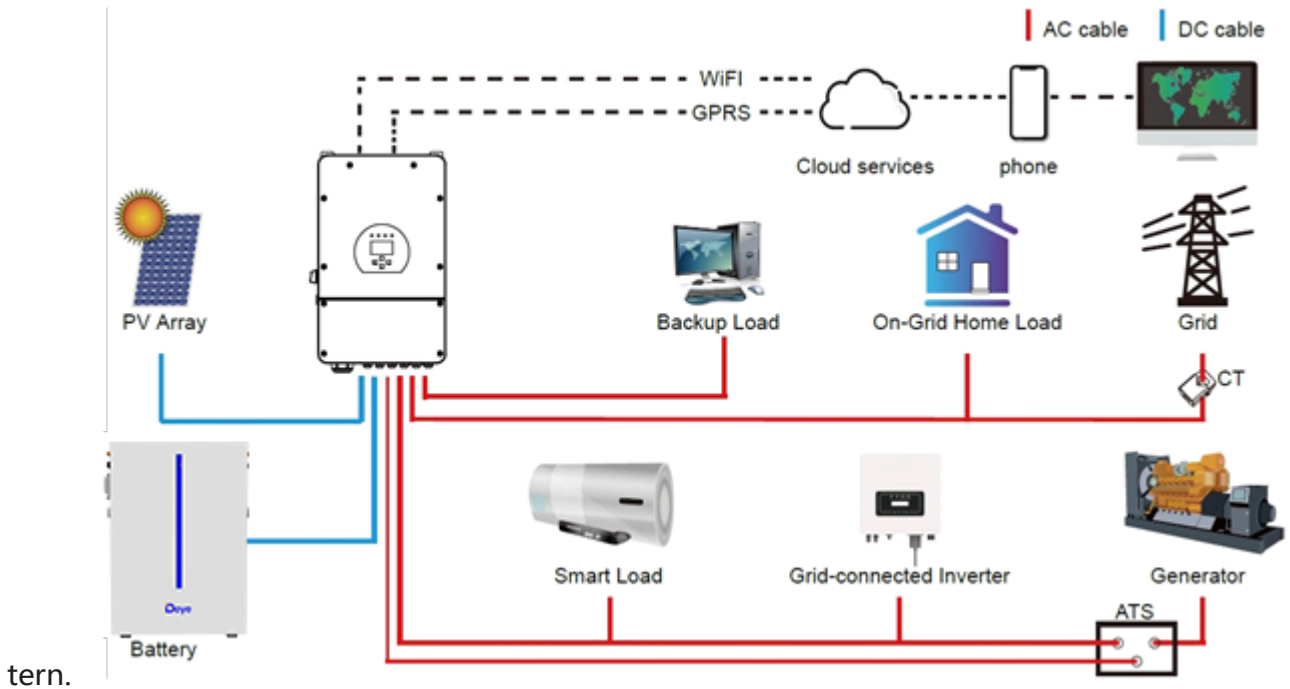 AC cable DC cable
WiFI
GPRS
Cloud services phone
PV Array Backup Load On-Grid Home Load Grid
CT
Smart Load Grid-connected Inverter Generator
ATS
Deye
Battery
tern.